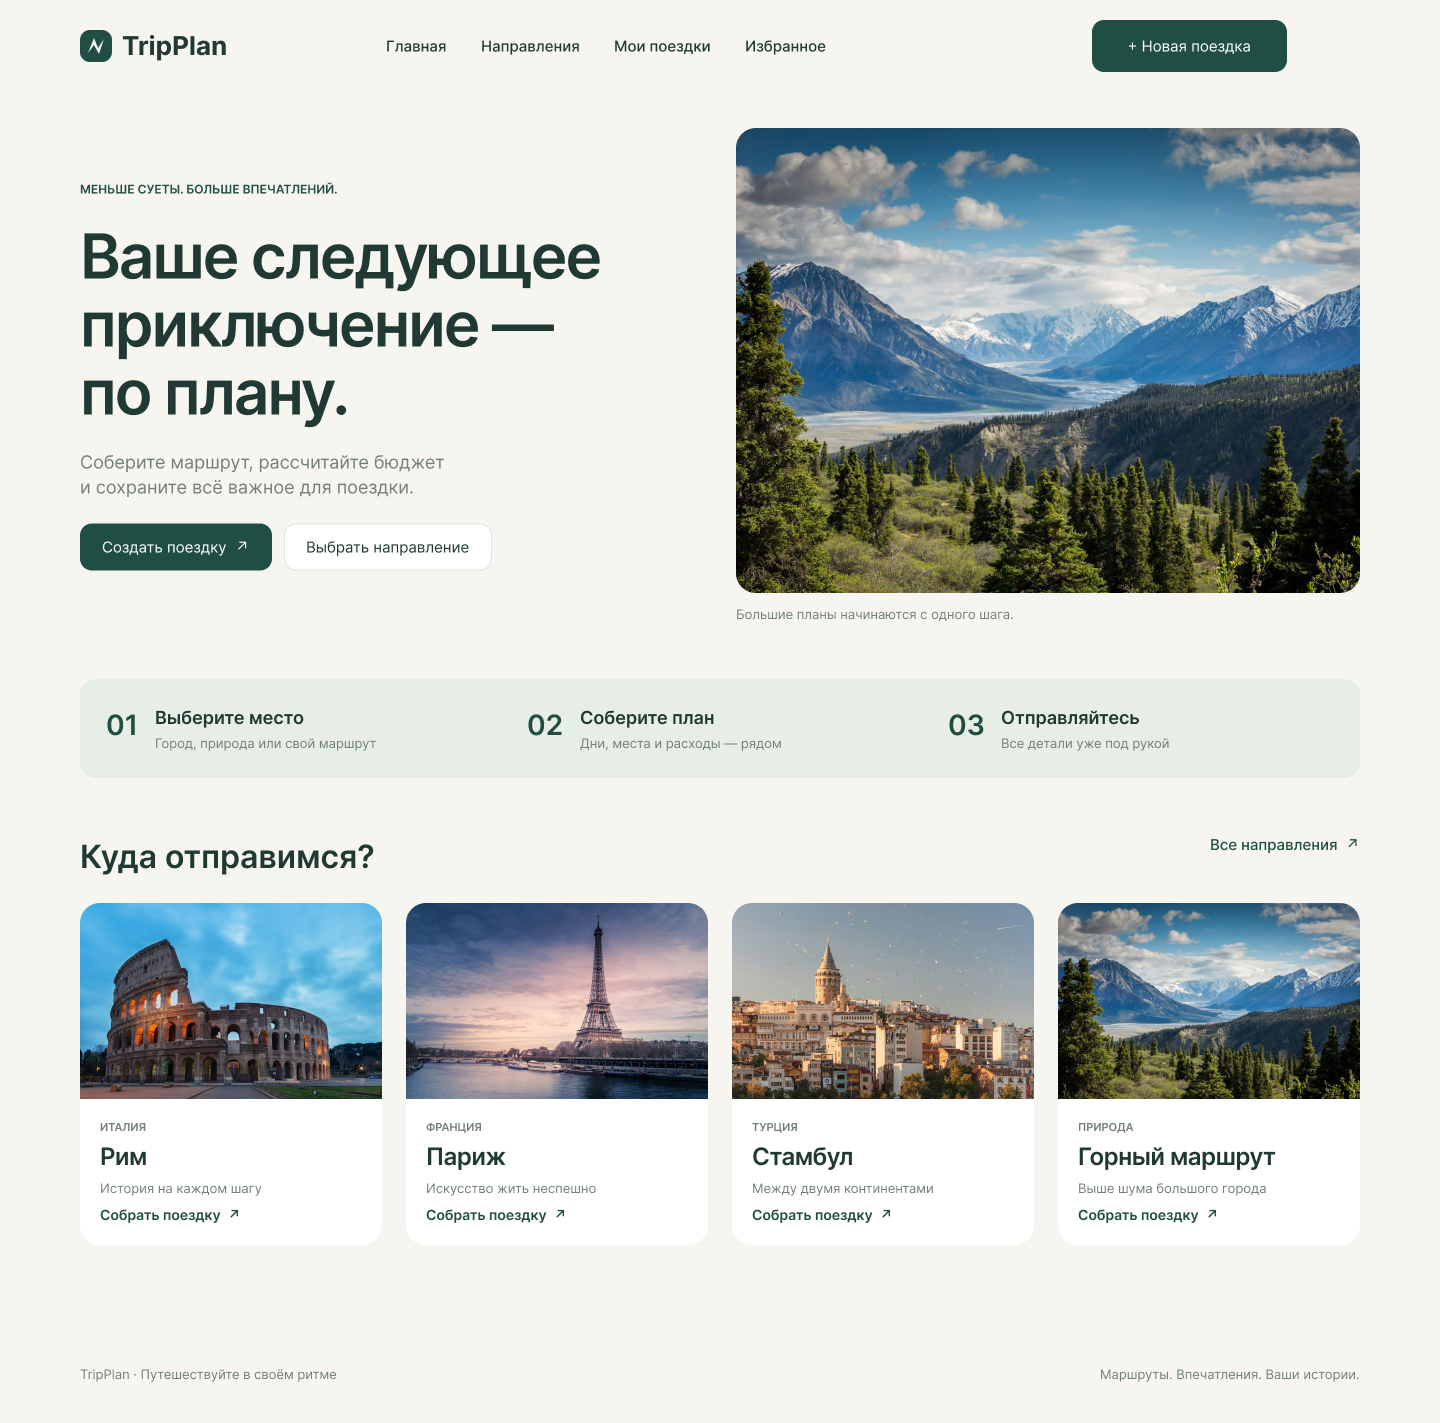 TripPlan
Главная
Направления
Мои поездки
Избранное
+ Новая поездка
МЕНЬШЕ СУЕТЫ. БОЛЬШЕ ВПЕЧАТЛЕНИЙ.
Ваше следующее
приключение —
по плану.
Соберите маршрут, рассчитайте бюджет
и сохраните всё важное для поездки.
Создать поездку ↗
Выбрать направление
Большие планы начинаются с одного шага.
01
Выберите место
Город, природа или свой маршрут
02
Соберите план
Дни, места и расходы — рядом
03
Отправляйтесь
Все детали уже под рукой
Куда отправимся?
Все направления ↗
ИТАЛИЯ
Рим
История на каждом шагу
Собрать поездку ↗
ФРАНЦИЯ
Париж
Искусство жить неспешно
Собрать поездку ↗
ТУРЦИЯ
Стамбул
Между двумя континентами
Собрать поездку ↗
ПРИРОДА
Горный маршрут
Выше шума большого города
Собрать поездку ↗
TripPlan · Путешествуйте в своём ритме
Маршруты. Впечатления. Ваши истории.